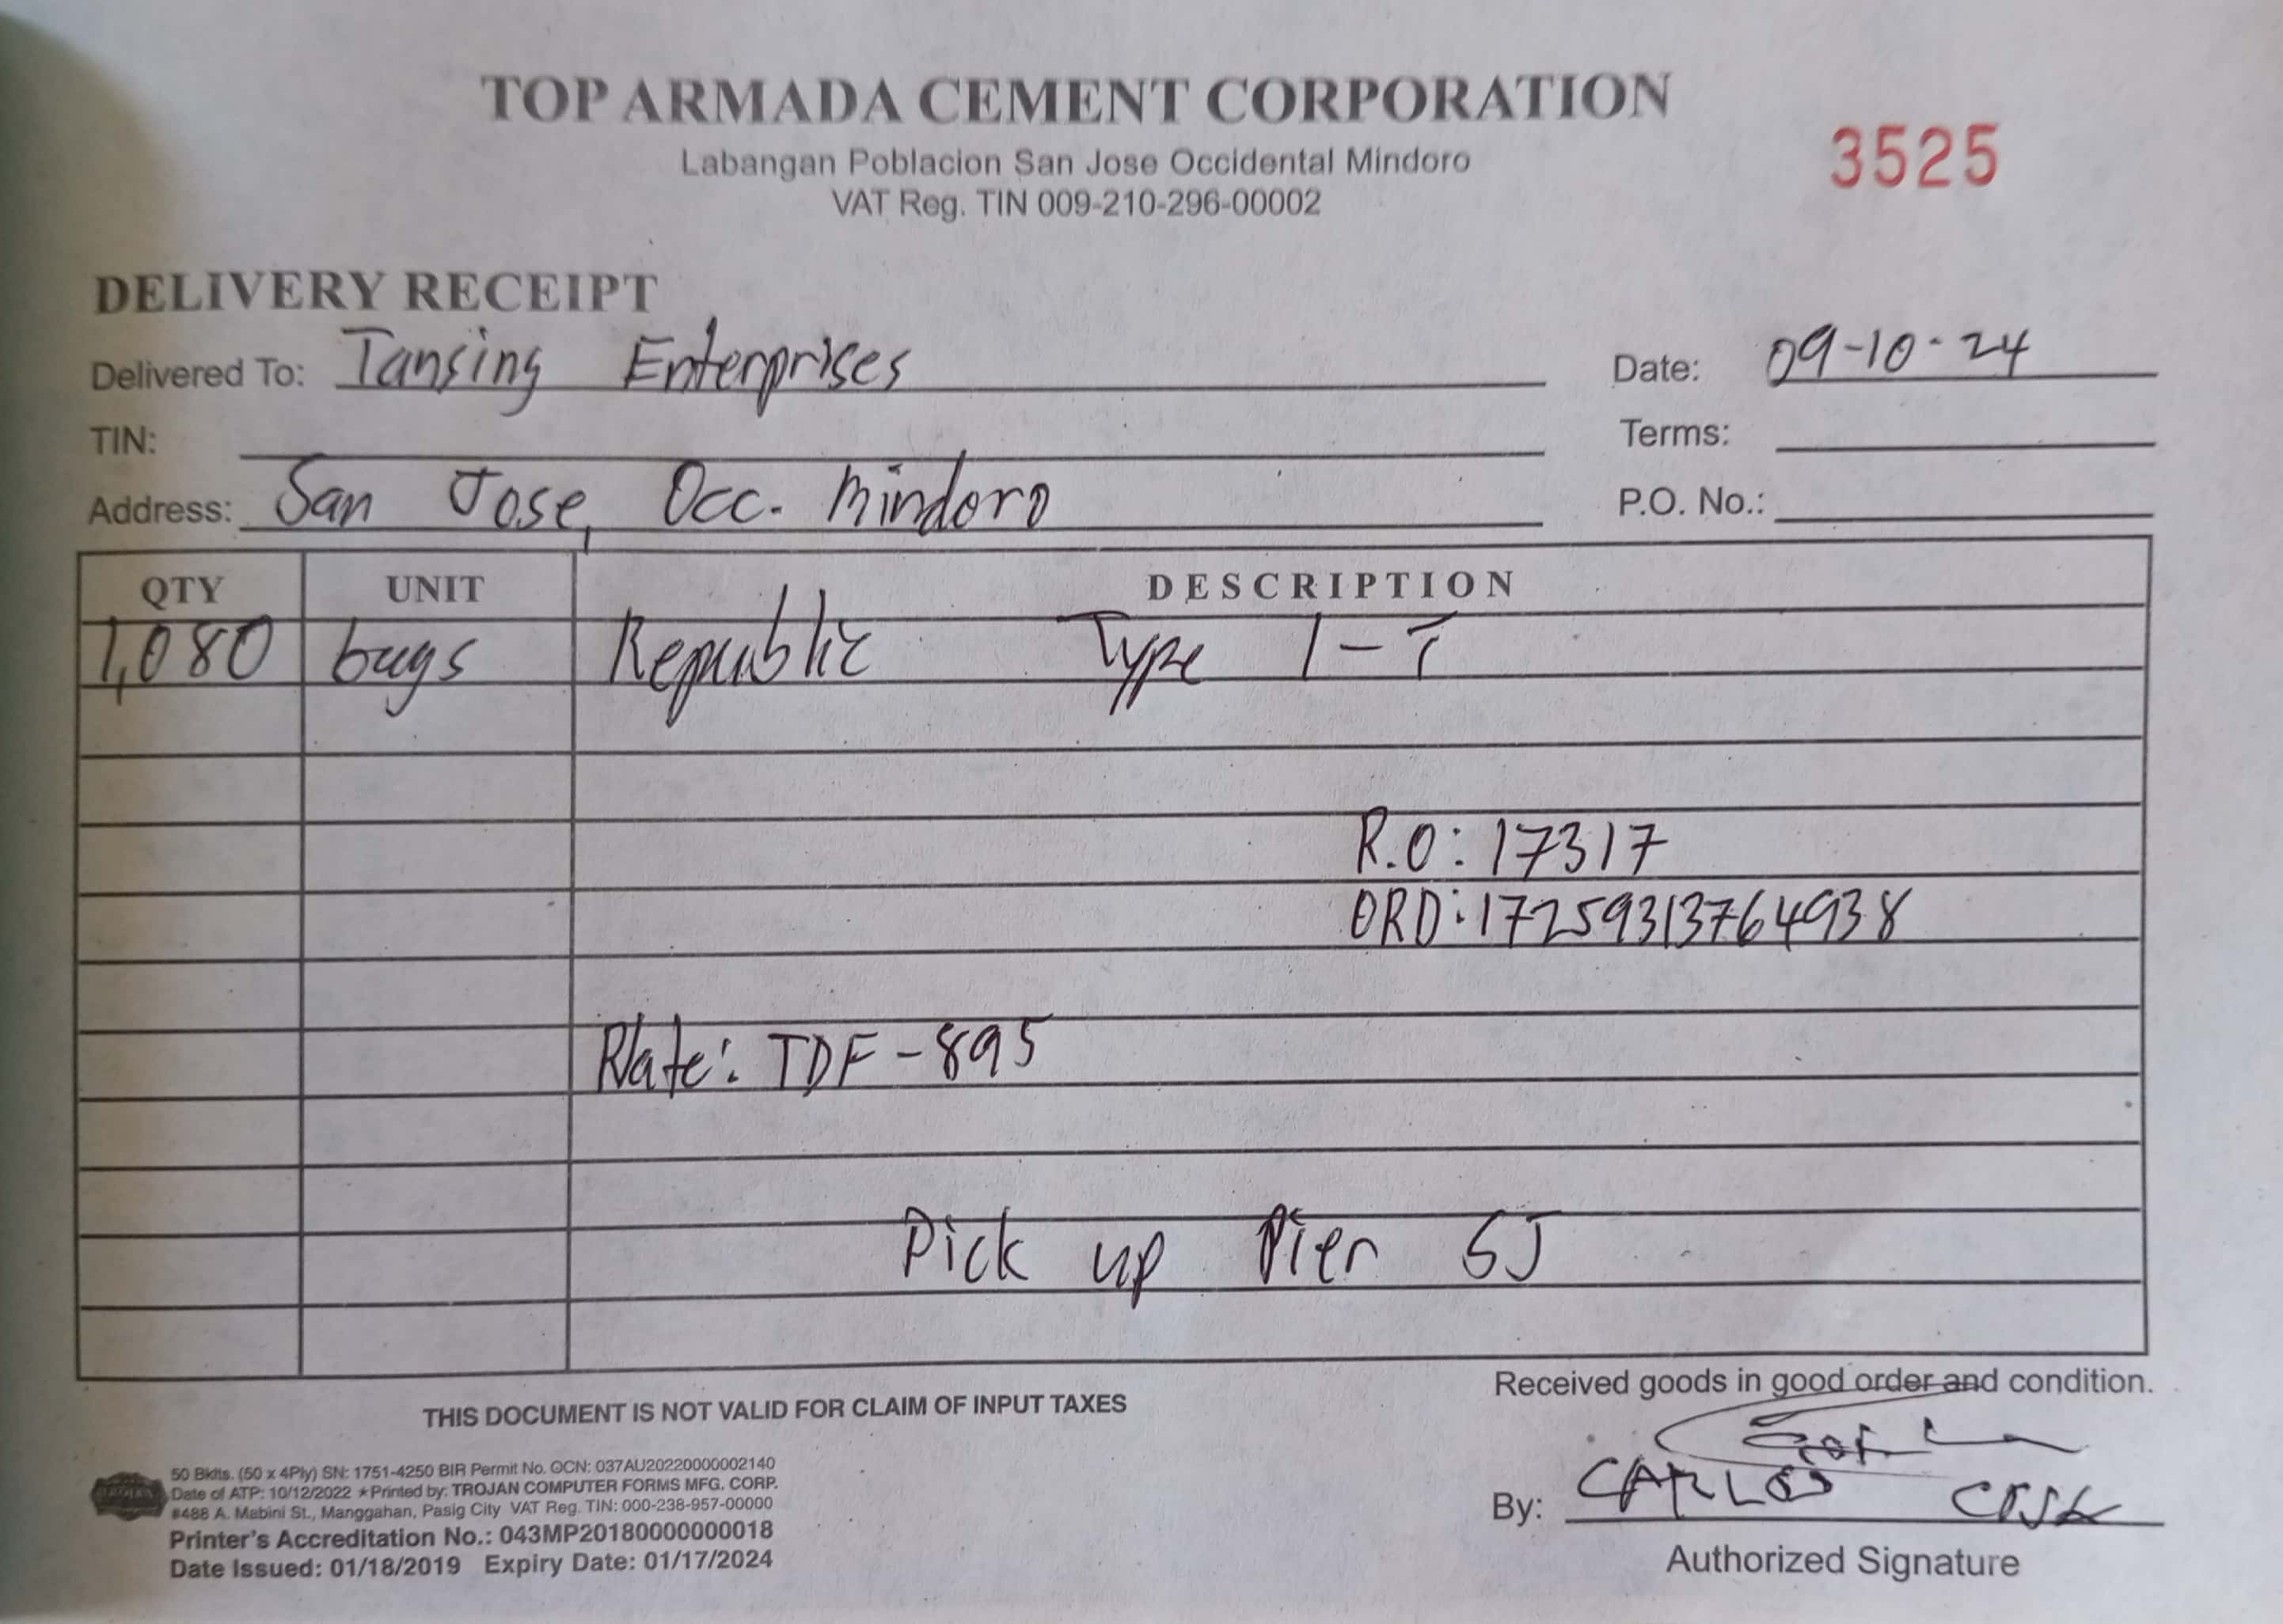 TOP ARMADA CEMENT CORPORATION
Labangan Poblacion San Jose Occidental Mindoro
VAT Reg. TIN 009-210-296-00002
3525
DELIVERY RECEIPT
Delivered To: Tansing Enterprises
Date: 09-10-24
TIN:
Terms:
Address: San Jose, Occ. Mindoro
P.O. No.:
QTY UNIT DESCRIPTION
1,080 bags Republic Type 1-T
R.O: 17317
ORD: 17259313764938
Plate: TDF-895
Pick up Pier SJ
Received goods in good order and condition.
THIS DOCUMENT IS NOT VALID FOR CLAIM OF INPUT TAXES
50 Bklts. (50 x 4Ply) SN: 1751-4250 BIR Permit No. OCN: 037AU20220000002140
Date of ATP: 10/12/2022 ★Printed by: TROJAN COMPUTER FORMS MFG. CORP.
#488 A. Mabini St., Manggahan, Pasig City VAT Reg. TIN: 000-238-957-00000
Printer's Accreditation No.: 043MP20180000000018
Date Issued: 01/18/2019 Expiry Date: 01/17/2024
By: CARLOS
Authorized Signature